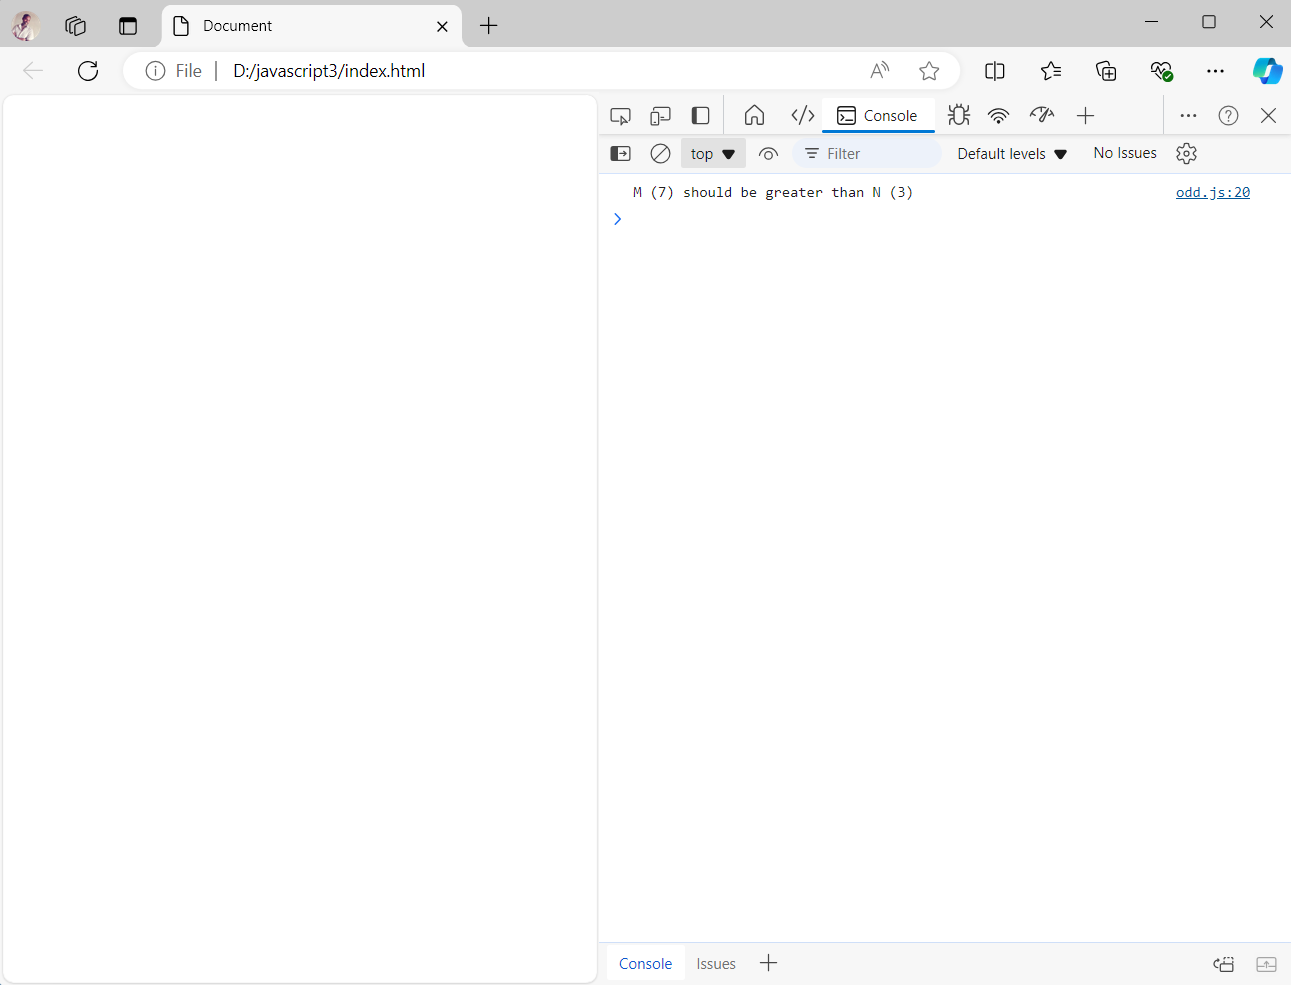 Document
File
D:/javascript3/index.html
Console
top
Filter
Default levels
No Issues
M (7) should be greater than N (3)
odd.js:20
Console
Issues